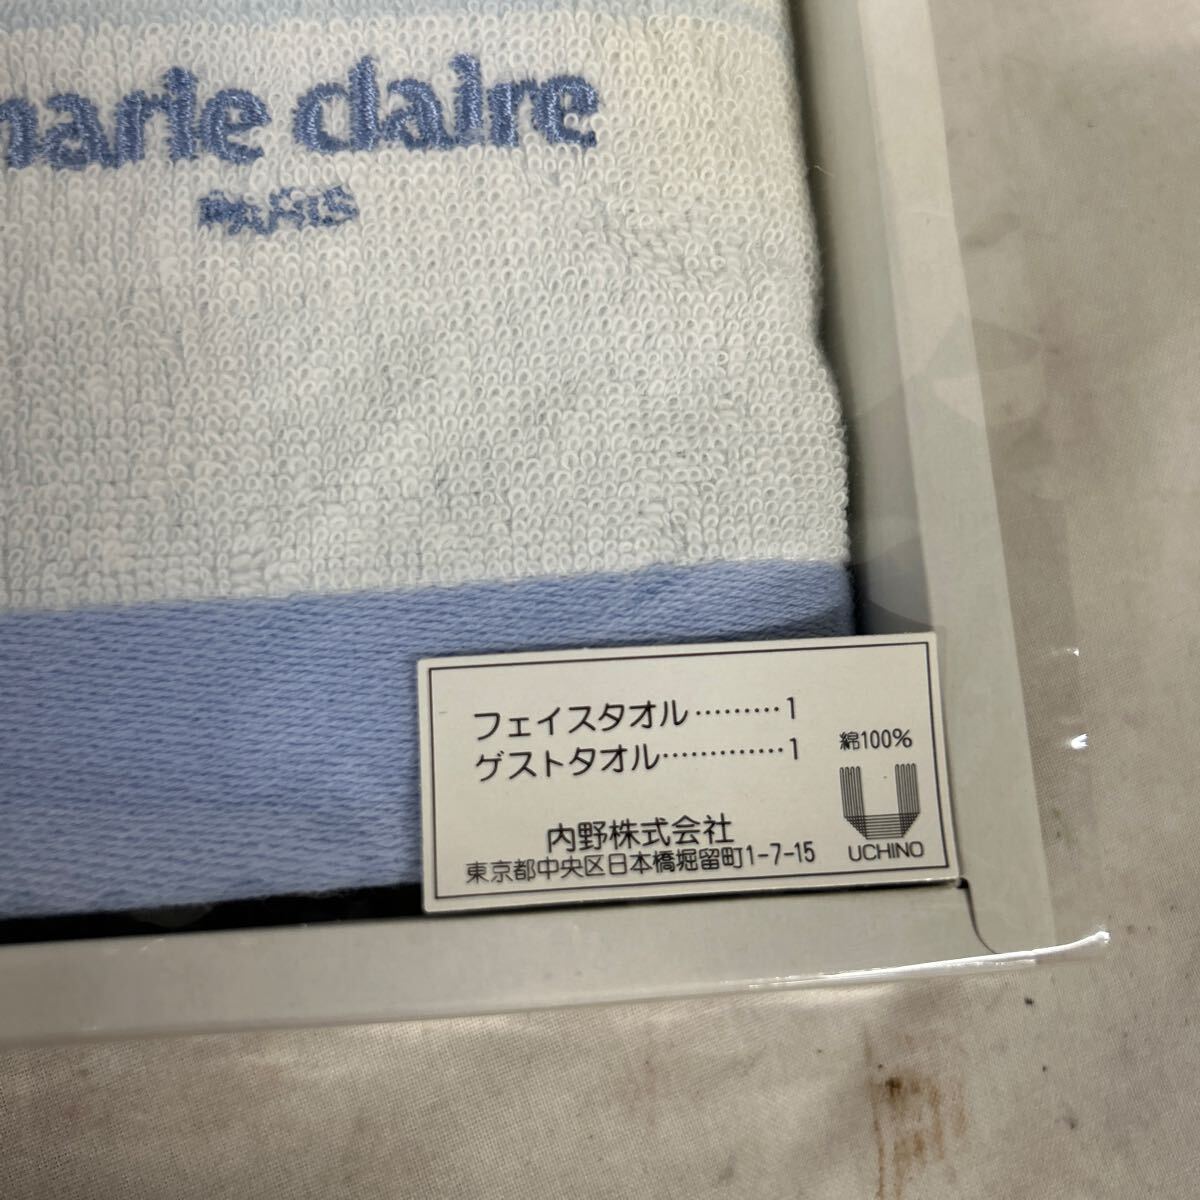 marie claire
PARIS
フェイスタオル………1
ゲストタオル…………1
綿100%
内野株式会社
東京都中央区日本橋堀留町1-7-15
UCHINO